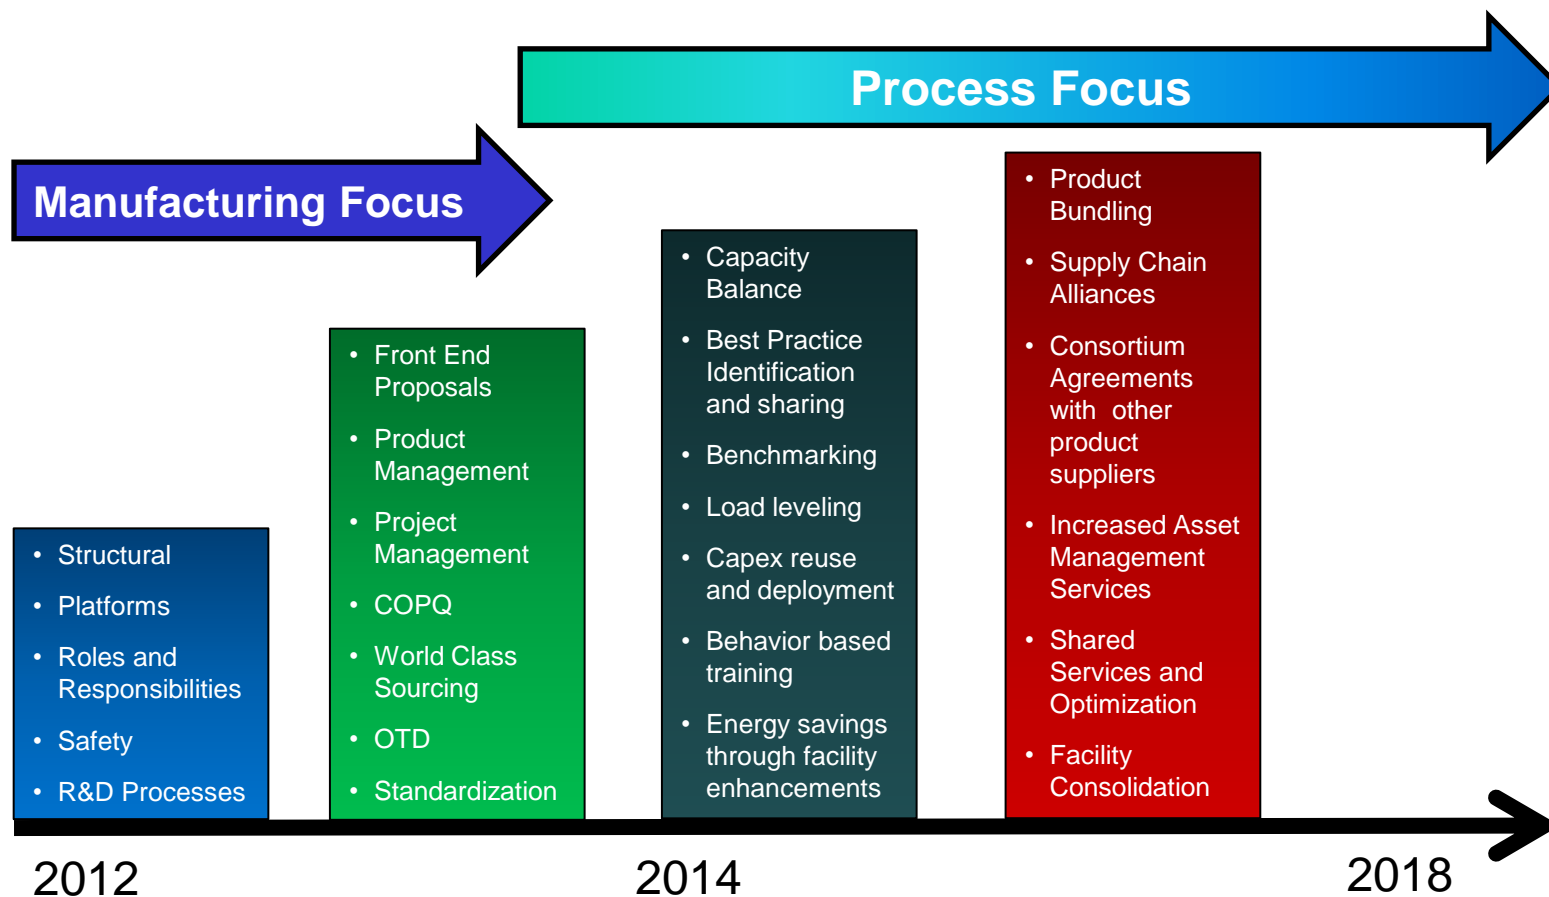 Process Focus
Manufacturing Focus
• Structural
• Platforms
• Roles and
Responsibilities
• Safety
• R&D Processes
• Front End
Proposals
• Product
Management
• Project
Management
• COPQ
• World Class
Sourcing
• OTD
• Standardization
• Capacity
Balance
• Best Practice
Identification
and sharing
• Benchmarking
• Load leveling
• Capex reuse
and deployment
• Behavior based
training
• Energy savings
through facility
enhancements
• Product
Bundling
• Supply Chain
Alliances
• Consortium
Agreements
with  other
product
suppliers
• Increased Asset
Management
Services
• Shared
Services and
Optimization
• Facility
Consolidation
2012
2014
2018